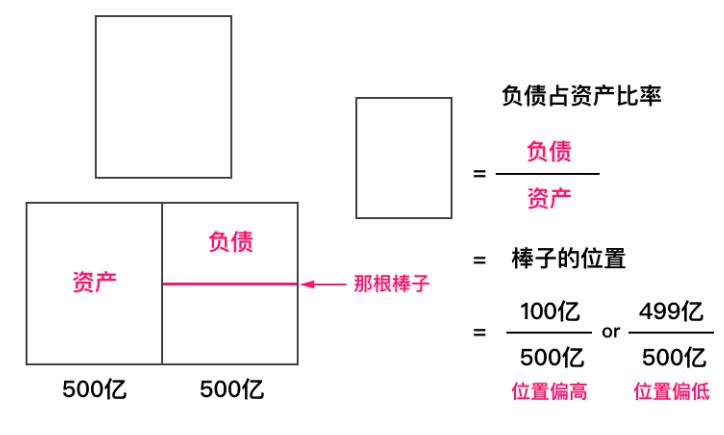 负债占资产比率
=
负债
资产
负债
资产
那根棒子
= 棒子的位置
= 100亿 or 499亿
500亿 500亿
位置偏高 位置偏低
500亿 500亿